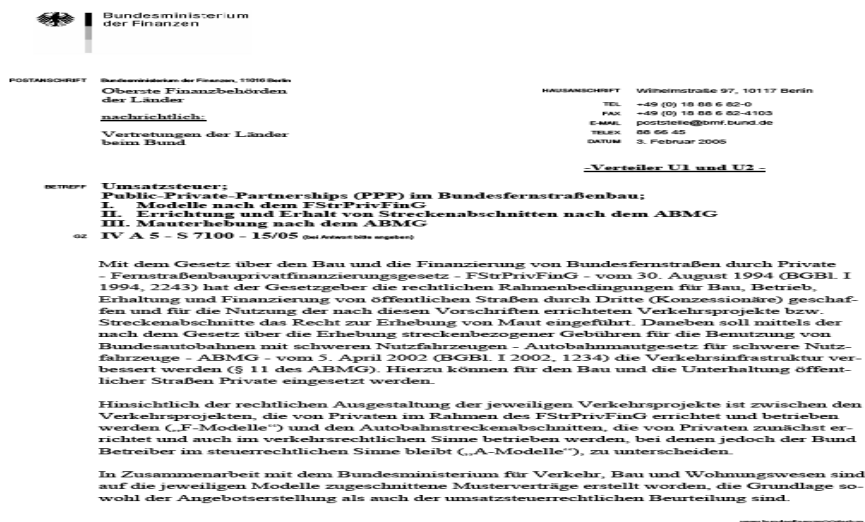 Bundesministerium
der Finanzen
POSTANSCHRIFT Bundesministerium der Finanzen, 11016 Berlin
Oberste Finanzbehörden
der Länder
nachrichtlich:
Vertretungen der Länder
beim Bund
HAUSANSCHRIFT Wilhelmstraße 97, 10117 Berlin
TEL +49 (0) 18 88 6 82-0
FAX +49 (0) 18 88 6 82-4103
E-MAIL poststelle@bmf.bund.de
TELEX 88 66 45
DATUM 3. Februar 2005
-Verteiler U1 und U2 -
BETREFF Umsatzsteuer;
Public-Private-Partnerships (PPP) im Bundesfernstraßenbau;
I. Modelle nach dem FStrPrivFinG
II. Errichtung und Erhalt von Streckenabschnitten nach dem ABMG
III. Mauterhebung nach dem ABMG
GZ IV A 5 - S 7100 - 15/05 (bei Antwort bitte angeben)
Mit dem Gesetz über den Bau und die Finanzierung von Bundesfernstraßen durch Private
- Fernstraßenbauprivatfinanzierungsgesetz - FStrPrivFinG - vom 30. August 1994 (BGBl. I
1994, 2243) hat der Gesetzgeber die rechtlichen Rahmenbedingungen für Bau, Betrieb,
Erhaltung und Finanzierung von öffentlichen Straßen durch Dritte (Konzessionäre) geschaf-
fen und für die Nutzung der nach diesen Vorschriften errichteten Verkehrsprojekte bzw.
Streckenabschnitte das Recht zur Erhebung von Maut eingeführt. Daneben soll mittels der
nach dem Gesetz über die Erhebung streckenbezogener Gebühren für die Benutzung von
Bundesautobahnen mit schweren Nutzfahrzeugen - Autobahnmautgesetz für schwere Nutz-
fahrzeuge - ABMG - vom 5. April 2002 (BGBl. I 2002, 1234) die Verkehrsinfrastruktur ver-
bessert werden (§ 11 des ABMG). Hierzu können für den Bau und die Unterhaltung öffent-
licher Straßen Private eingesetzt werden.
Hinsichtlich der rechtlichen Ausgestaltung der jeweiligen Verkehrsprojekte ist zwischen den
Verkehrsprojekten, die von Privaten im Rahmen des FStrPrivFinG errichtet und betrieben
werden („F-Modelle“) und den Autobahnstreckenabschnitten, die von Privaten zunächst er-
richtet und auch im verkehrsrechtlichen Sinne betrieben werden, bei denen jedoch der Bund
Betreiber im steuerrechtlichen Sinne bleibt („A-Modelle“), zu unterscheiden.
In Zusammenarbeit mit dem Bundesministerium für Verkehr, Bau und Wohnungswesen sind
auf die jeweiligen Modelle zugeschnittene Musterverträge erstellt worden, die Grundlage so-
wohl der Angebotserstellung als auch der umsatzsteuerrechtlichen Beurteilung sind.